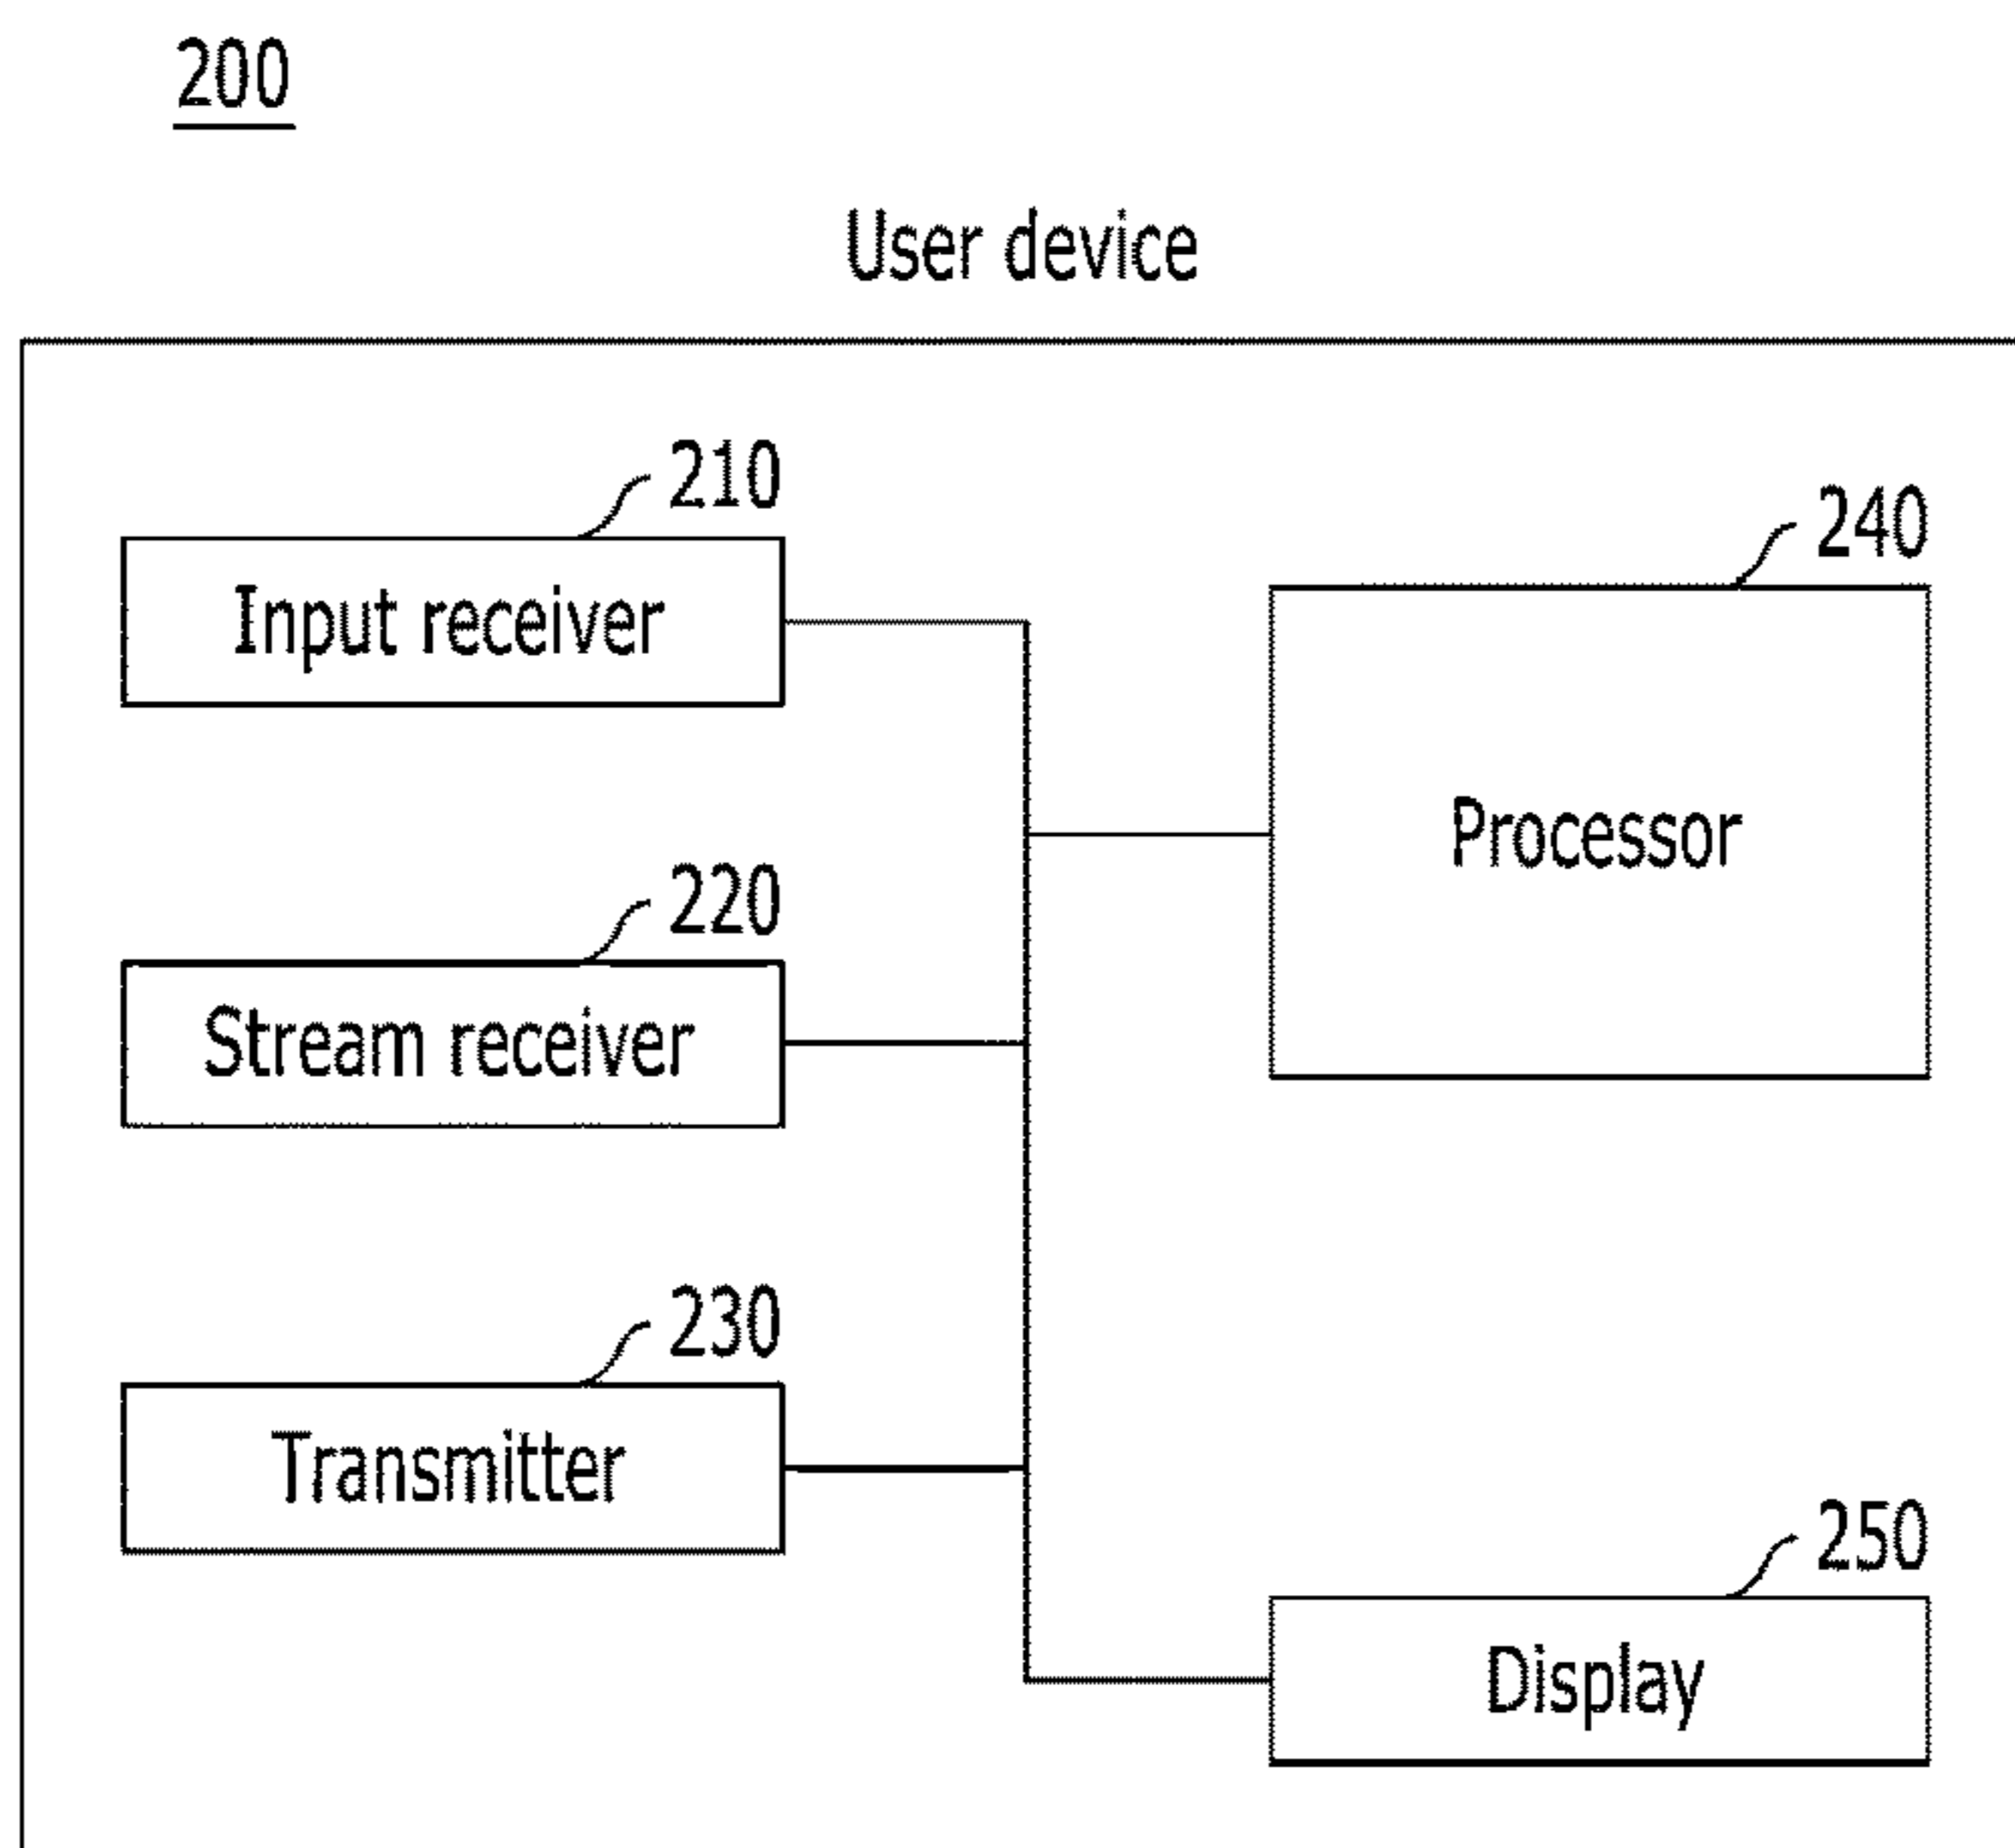 200
User device
210
Input receiver
240
Processor
220
Stream receiver
230
Transmitter
250
Display